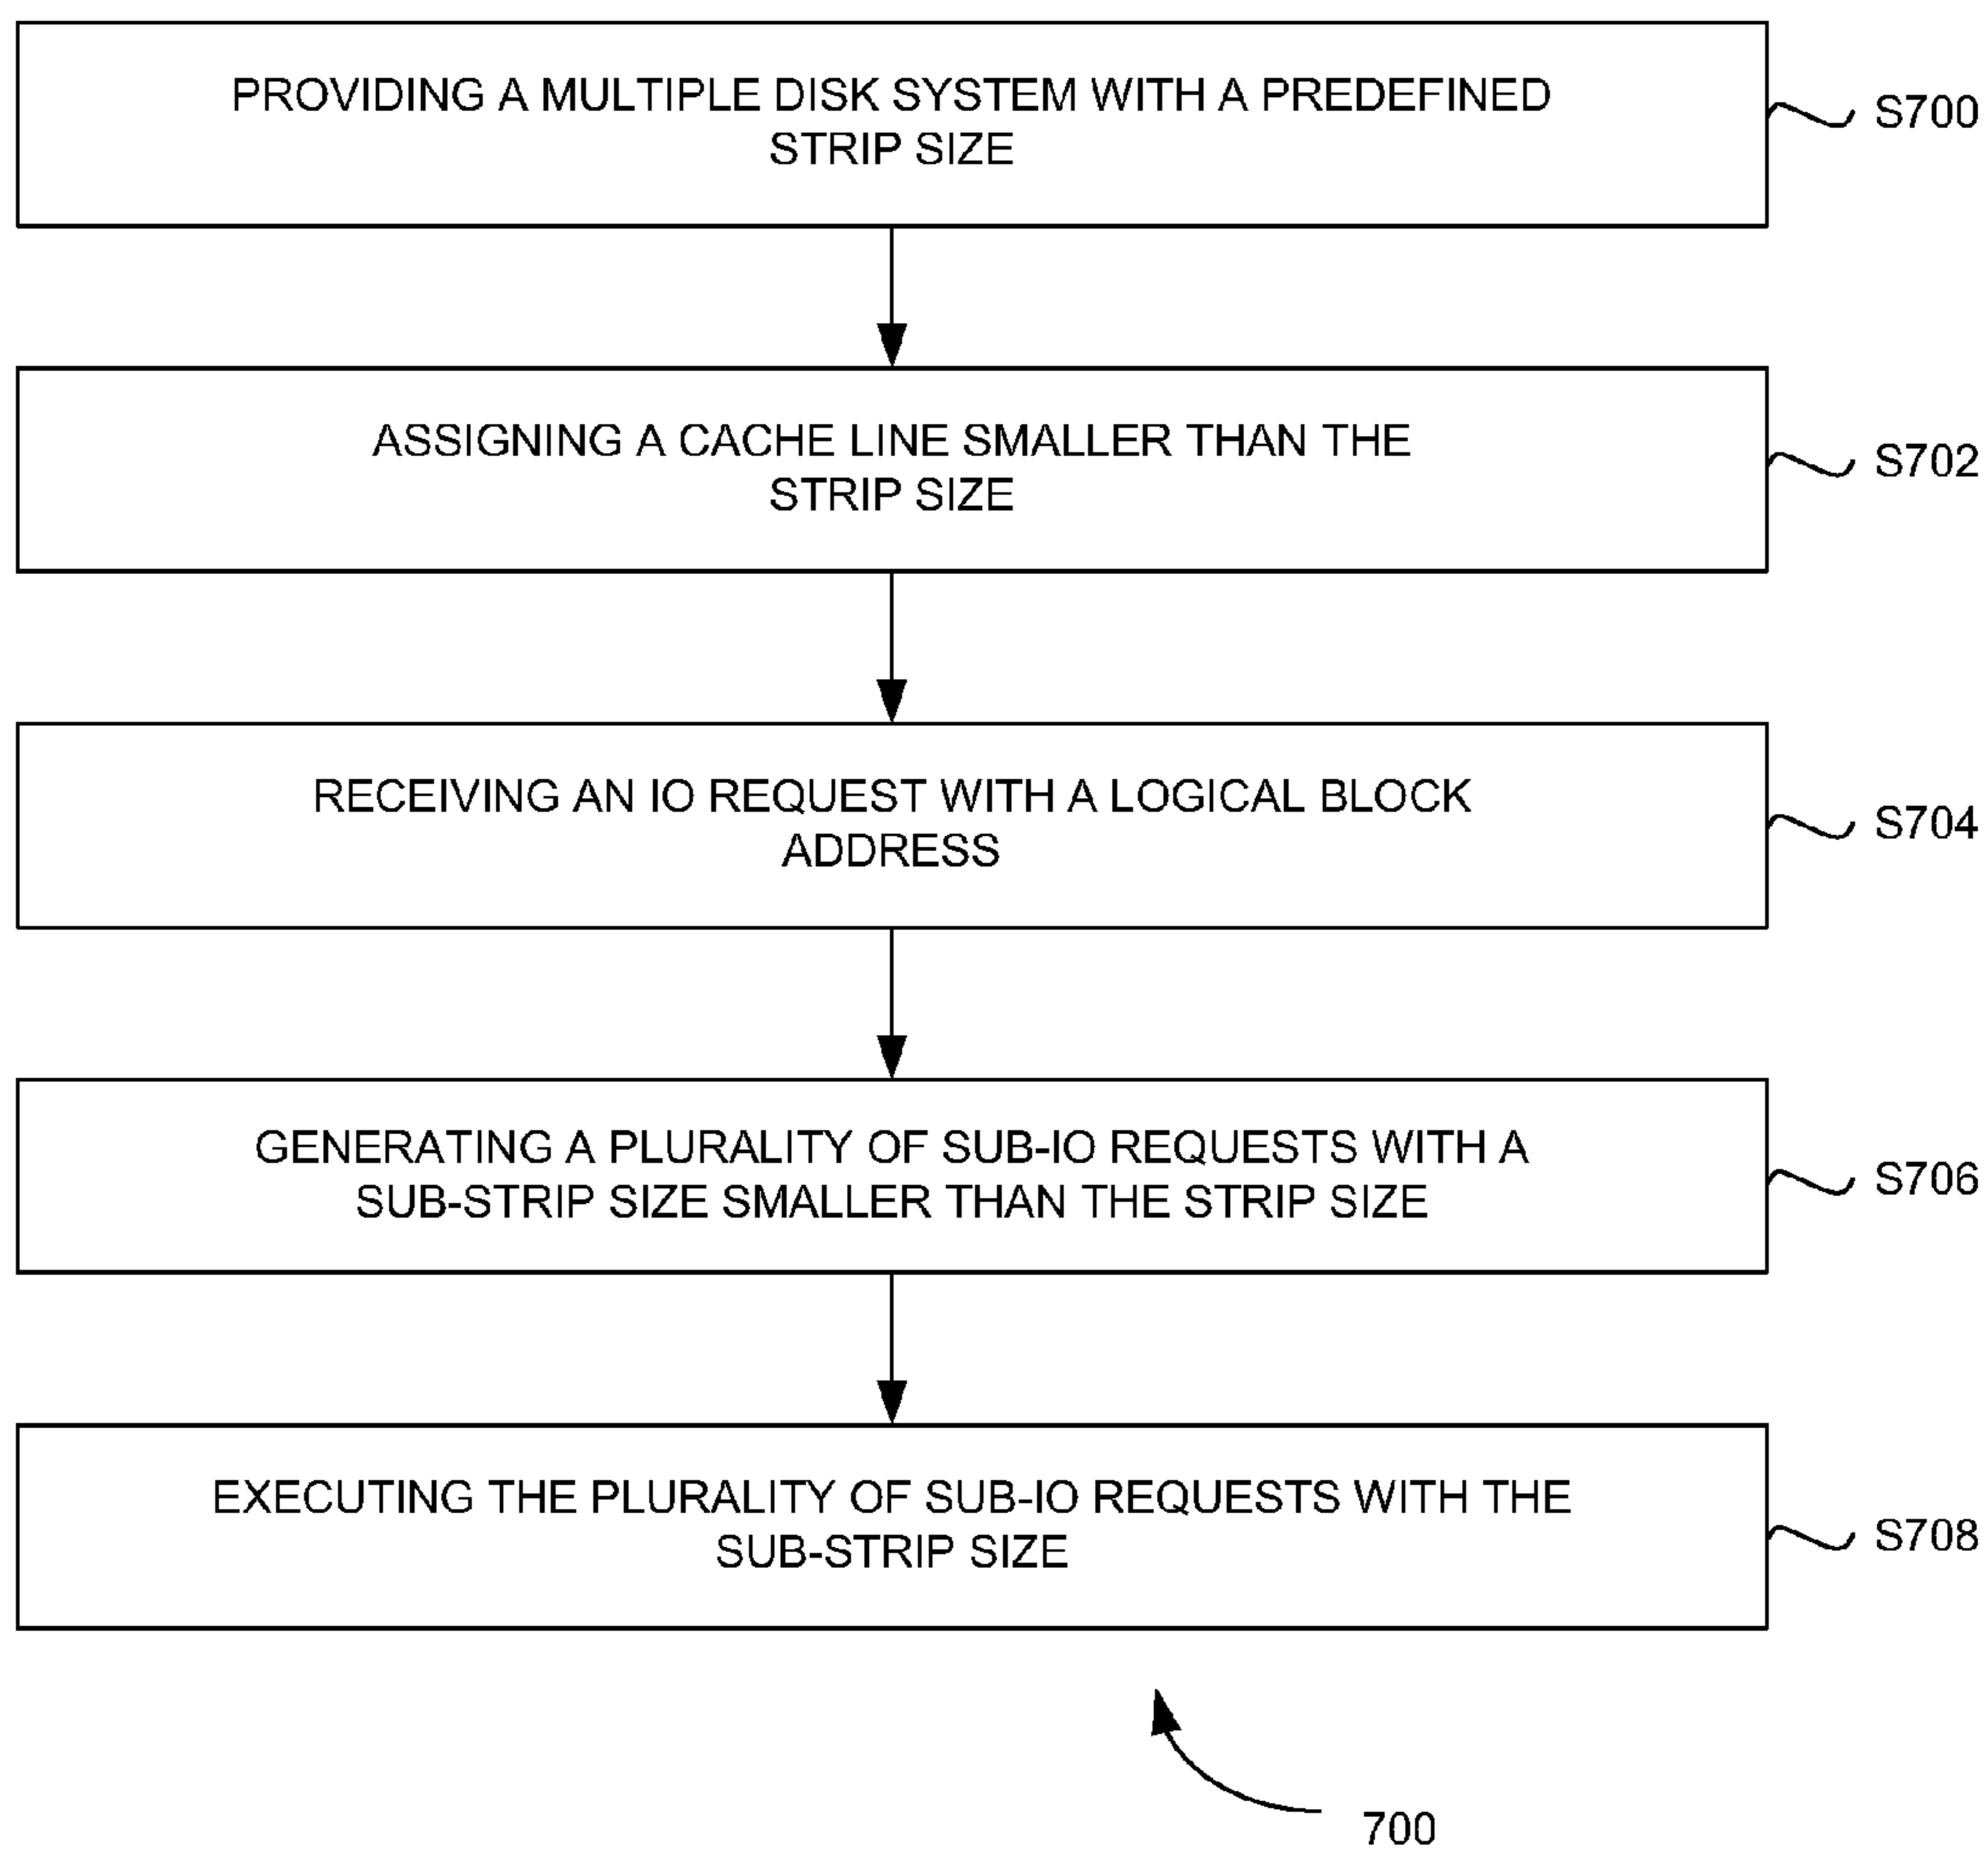 PROVIDING A MULTIPLE DISK SYSTEM WITH A PREDEFINED
STRIP SIZE
S700
ASSIGNING A CACHE LINE SMALLER THAN THE
STRIP SIZE
S702
RECEIVING AN IO REQUEST WITH A LOGICAL BLOCK
ADDRESS
S704
GENERATING A PLURALITY OF SUB-IO REQUESTS WITH A
SUB-STRIP SIZE SMALLER THAN THE STRIP SIZE
S706
EXECUTING THE PLURALITY OF SUB-IO REQUESTS WITH THE
SUB-STRIP SIZE
S708
700